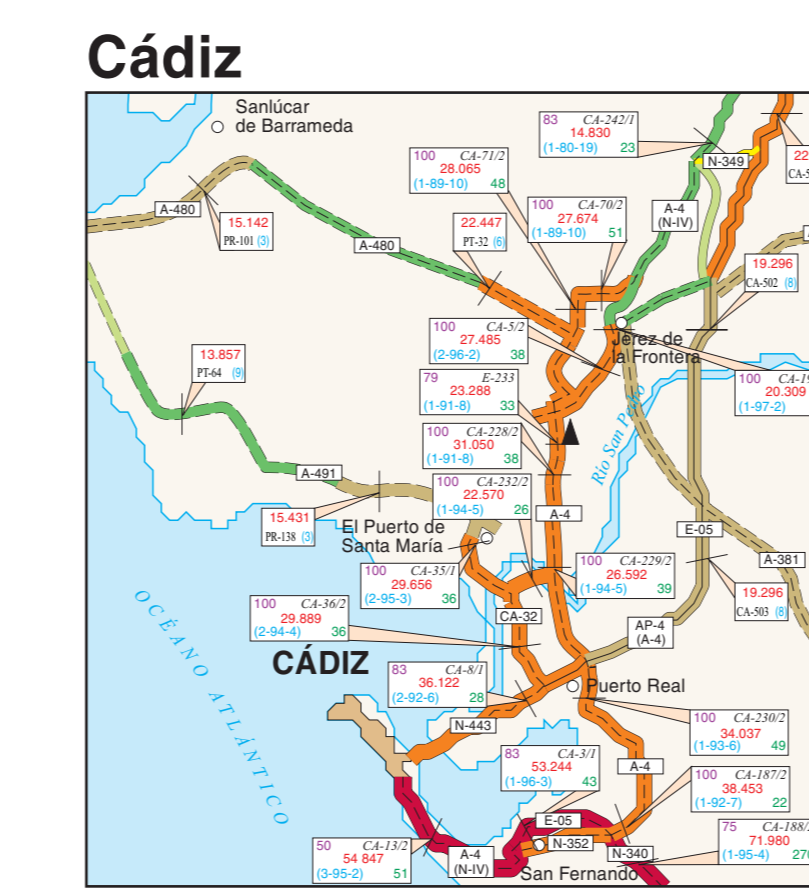 Cádiz
Sanlúcar
de Barrameda
83 CA-242/1
14.830
(1-80-19) 23
N-349
22
CA-5
100 CA-71/2
28.065
(1-89-10) 48
A-480
15.142
PR-101 (3)
A-480
22.447
PT-32 (6)
100 CA-70/2
27.674
(1-89-10) 51
A-4
(N-IV)
19.296
CA-502 (8)
100 CA-5/2
27.485
(2-96-2) 38
Jerez de
la Frontera
13.857
PT-64 (9)
79 E-233
23.288
(1-91-8) 33
100 CA-19
20.309
(1-97-2)
100 CA-228/2
31.050
(1-91-8) 38
Rio San Pedro
A-491
100 CA-232/2
22.570
(1-94-5) 26
A-4
15.431
PR-138 (3)
El Puerto de
Santa María
E-05
A-381
100 CA-35/1
29.656
(2-95-3) 36
100 CA-229/2
26.592
(1-94-5) 39
19.296
CA-503 (8)
100 CA-36/2
29.889
(2-94-4) 36
CA-32
AP-4
(A-4)
OCÉANO ATLÁNTICO
CÁDIZ
83 CA-8/1
36.122
(2-92-6) 28
Puerto Real
N-443
100 CA-230/2
34.037
(1-93-6) 49
83 CA-3/1
53.244
(1-96-3) 43
A-4
100 CA-187/2
38.453
(1-92-7) 22
50 CA-13/2
54 847
(3-95-2) 51
E-05
N-352
A-4
(N-IV)
N-340
75 CA-188/
71.980
(1-95-4) 27
San Fernando